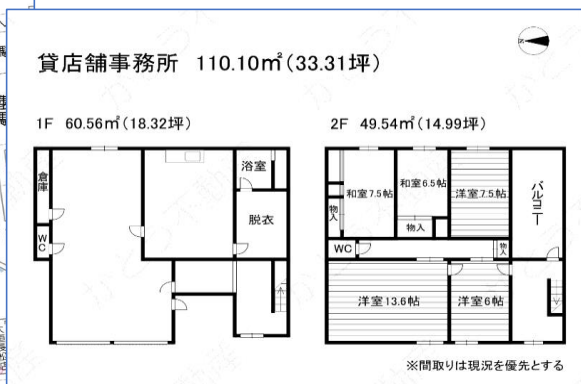 貸店舗事務所 110.10㎡(33.31坪)
1F 60.56㎡(18.32坪)
2F 49.54㎡(14.99坪)
倉庫
WC
浴室
脱衣
和室7.5帖
和室6.5帖
洋室7.5帖
バルコニー
物入
物入
WC
物入
洋室13.6帖
洋室6帖
※間取りは現況を優先とする